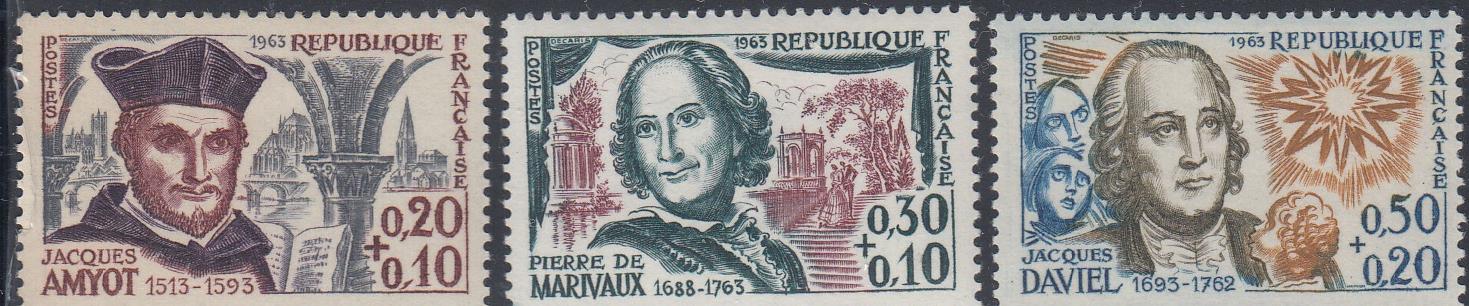 POSTES
1963 REPUBLIQUE
FRANCAISE
0,20
+0,10
JACQUES
AMYOT 1513-1593
POSTES
DECARIS
1963 REPUBLIQUE
FRANCAISE
0,30
+0,10
PIERRE DE
MARIVAUX 1688-1763
POSTES
DECARIS
1963 REPUBLIQUE
FRANCAISE
0,50
+0,20
JACQUES
DAVIEL 1693-1762